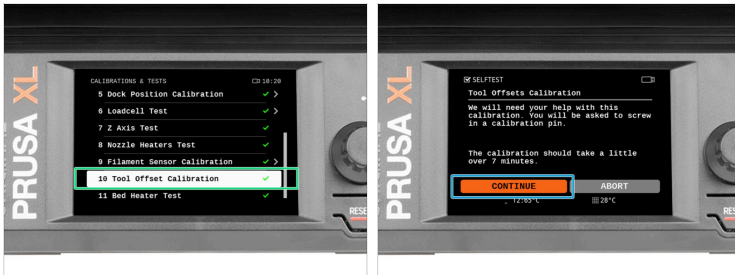 PRUSA XL
CALIBRATIONS & TESTS 10:20
5 Dock Position Calibration
6 Loadcell Test
7 Z Axis Test
8 Nozzle Heaters Test
9 Filament Sensor Calibration
10 Tool Offset Calibration
11 Bed Heater Test
RESE
PRUSA XL
SELFTEST
Tool Offsets Calibration
We will need your help with this
calibration. You will be asked to screw
in a calibration pin.
The calibration should take a little
over 7 minutes.
CONTINUE ABORT
28°C
RES